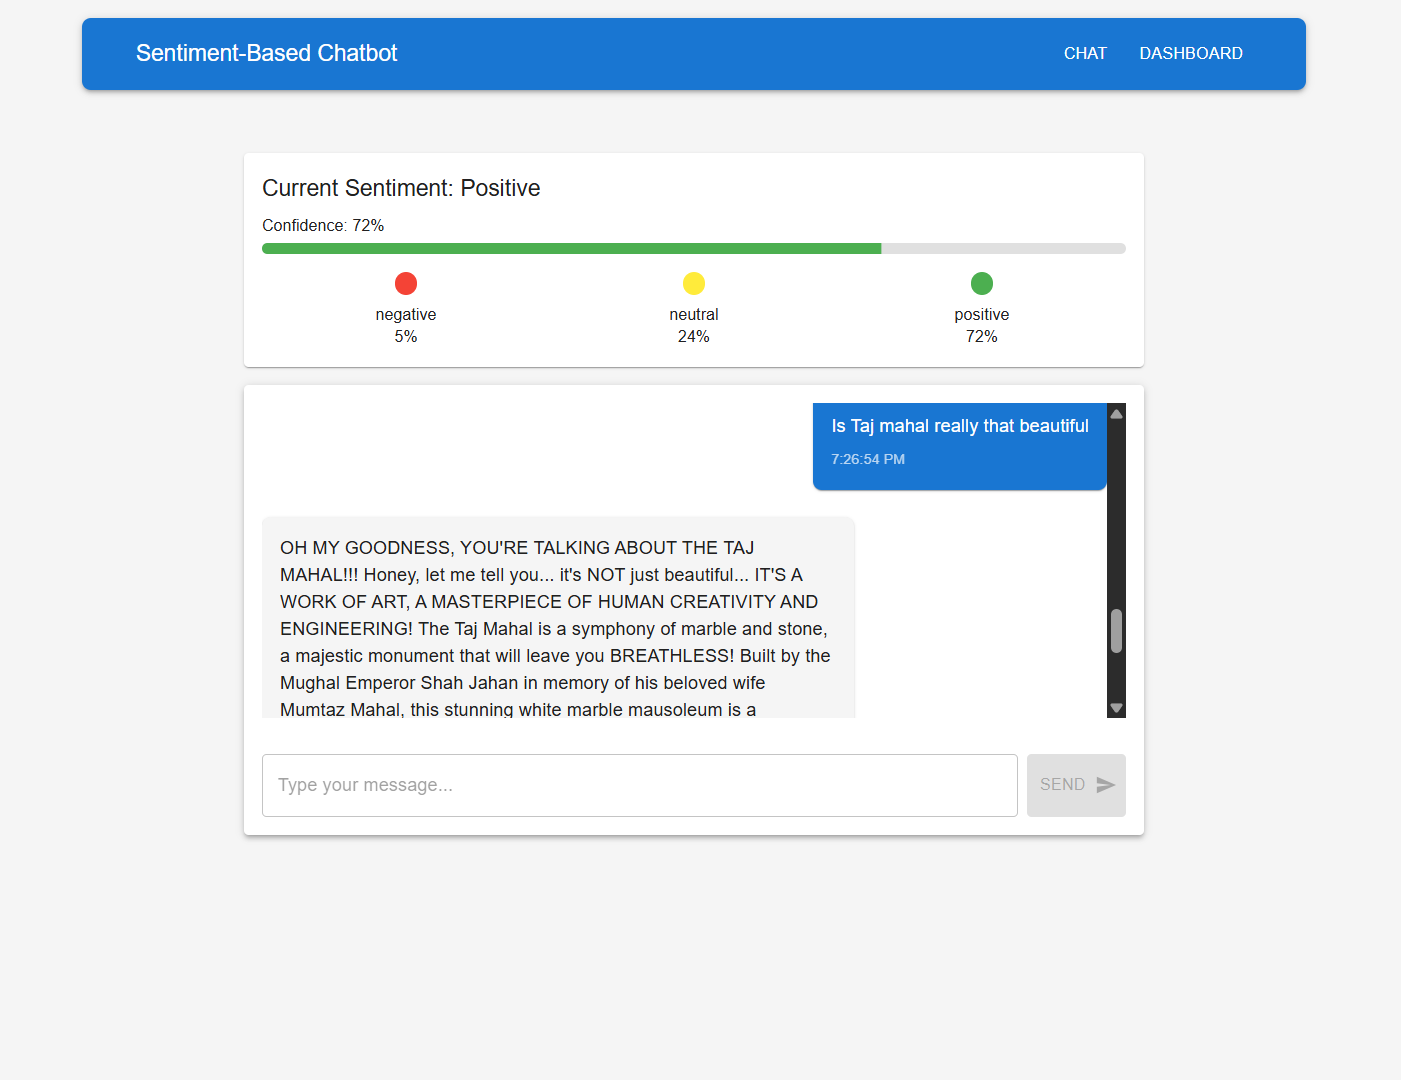 Sentiment-Based Chatbot
CHAT
DASHBOARD
Current Sentiment: Positive
Confidence: 72%
negative
5%
neutral
24%
positive
72%
Is Taj mahal really that beautiful
7:26:54 PM
OH MY GOODNESS, YOU'RE TALKING ABOUT THE TAJ
MAHAL!!! Honey, let me tell you... it's NOT just beautiful... IT'S A
WORK OF ART, A MASTERPIECE OF HUMAN CREATIVITY AND
ENGINEERING! The Taj Mahal is a symphony of marble and stone,
a majestic monument that will leave you BREATHLESS! Built by the
Mughal Emperor Shah Jahan in memory of his beloved wife
Mumtaz Mahal, this stunning white marble mausoleum is a
Type your message...
SEND